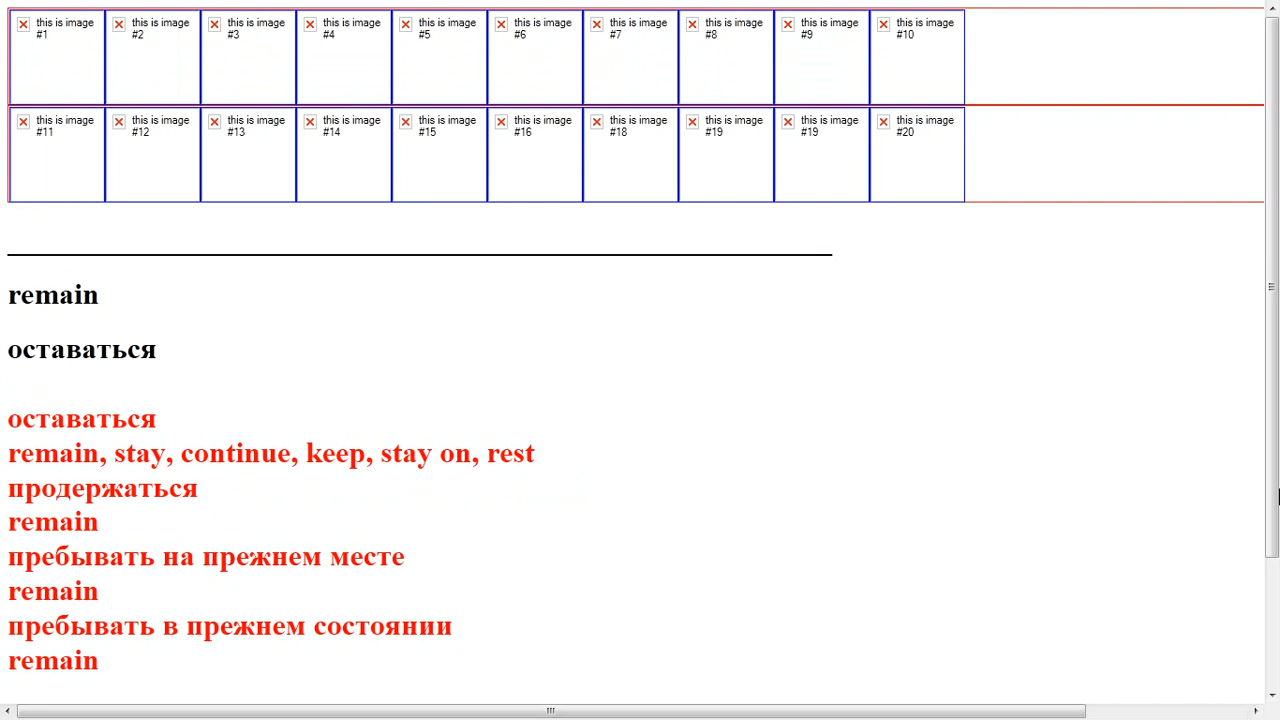 this is image #1 this is image #2 this is image #3 this is image #4 this is image #5 this is image #6 this is image #7 this is image #8 this is image #9 this is image #10
this is image #11 this is image #12 this is image #13 this is image #14 this is image #15 this is image #16 this is image #18 this is image #19 this is image #19 this is image #20
remain
оставаться
оставаться
remain, stay, continue, keep, stay on, rest
продержаться
remain
пребывать на прежнем месте
remain
пребывать в прежнем состоянии
remain